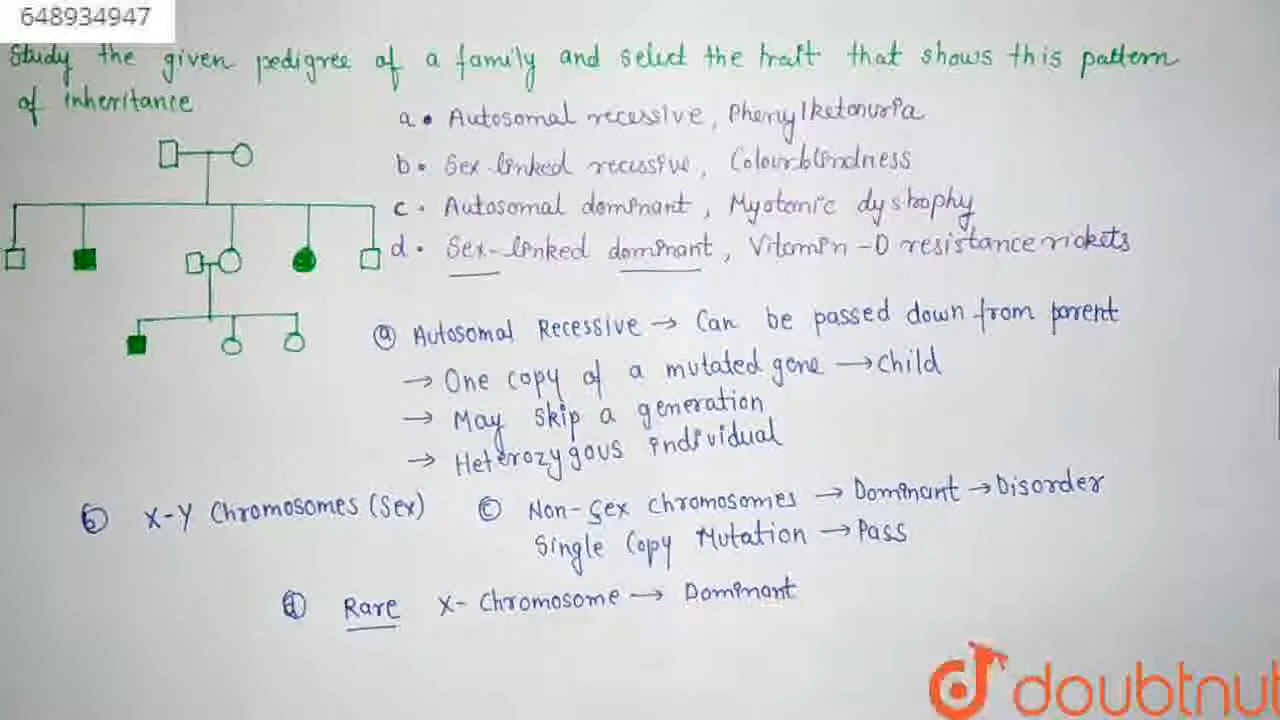 648934947
Study the given pedigree of a family and select the trait that shows this pattern
of inheritance
a. Autosomal recessive, Phenylketonuria
b. Sex-linked recessive, Colourblindness
c. Autosomal dominant, Myotonic dystrophy
d. Sex-linked dominant, Vitamin-D resistance rickets
ⓐ Autosomal Recessive → Can be passed down from parent
→ One copy of a mutated gene → Child
→ May skip a generation
→ Heterozygous individual
ⓑ X-Y Chromosomes (Sex)
ⓒ Non-Sex Chromosomes → Dominant → Disorder
Single Copy Mutation → Pass
ⓓ Rare X-Chromosome → Dominant
doubtnut